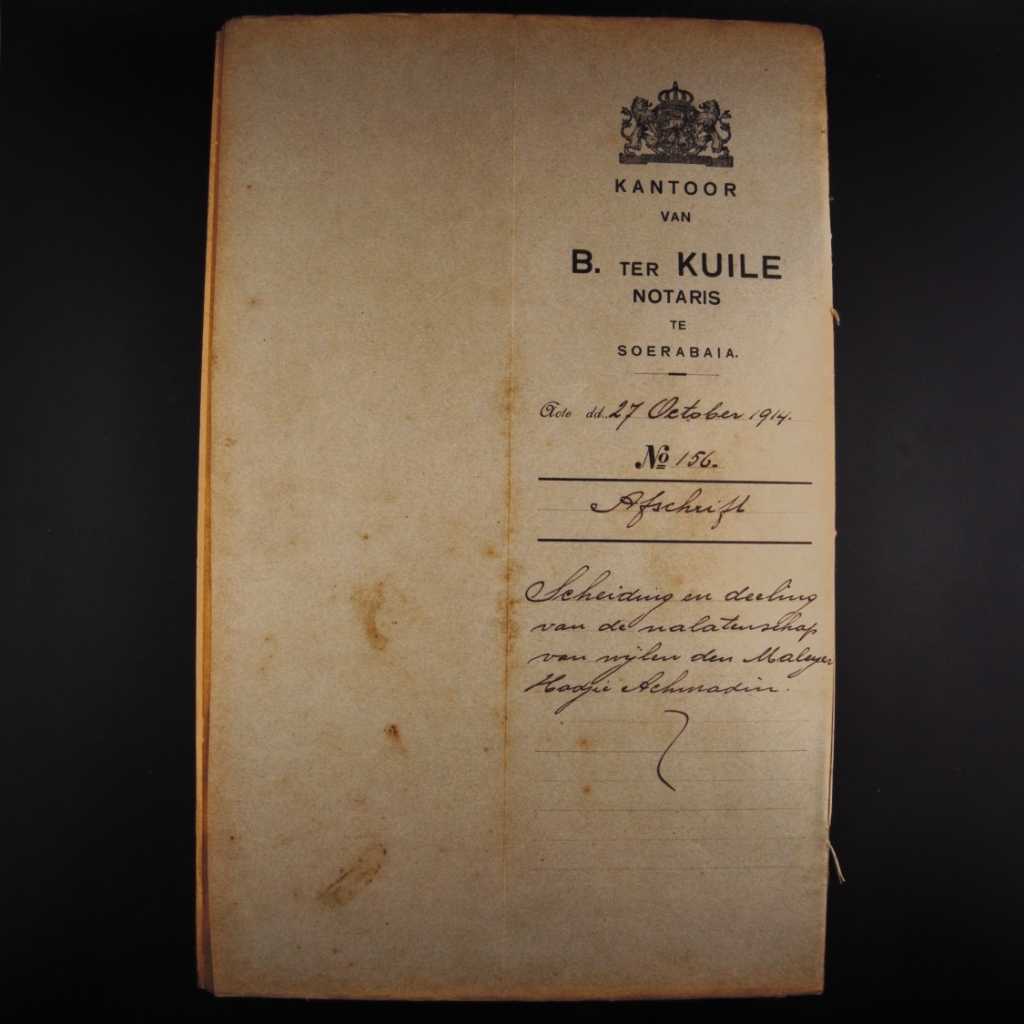 KANTOOR
VAN
B. TER KUILE
NOTARIS
TE
SOERABAIA.
Acte dd. 27 October 1914.
No 156.
Afschrift
Scheiding en deeling
van de nalatenschap
van wijlen den Maleyer
Hadjie Achmadin.